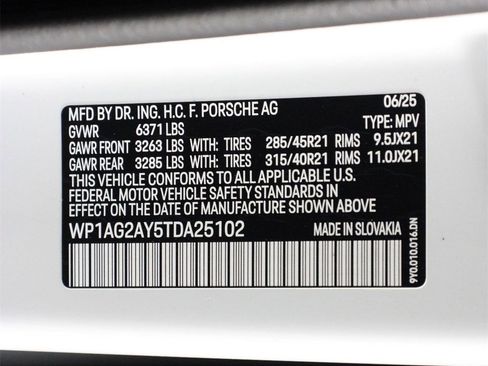 MFD BY DR. ING. H.C. F. PORSCHE AG 06/25
GVWR 6371 LBS TYPE: MPV
GAWR FRONT 3263 LBS WITH: TIRES 285/45R21 RIMS 9.5JX21
GAWR REAR 3285 LBS WITH: TIRES 315/40R21 RIMS 11.0JX21
THIS VEHICLE CONFORMS TO ALL APPLICABLE U.S.
FEDERAL MOTOR VEHICLE SAFETY STANDARDS IN
EFFECT ON THE DATE OF MANUFACTURE SHOWN ABOVE
WP1AG2AY5TDA25102 MADE IN SLOVAKIA
9Y0.010.016.DN